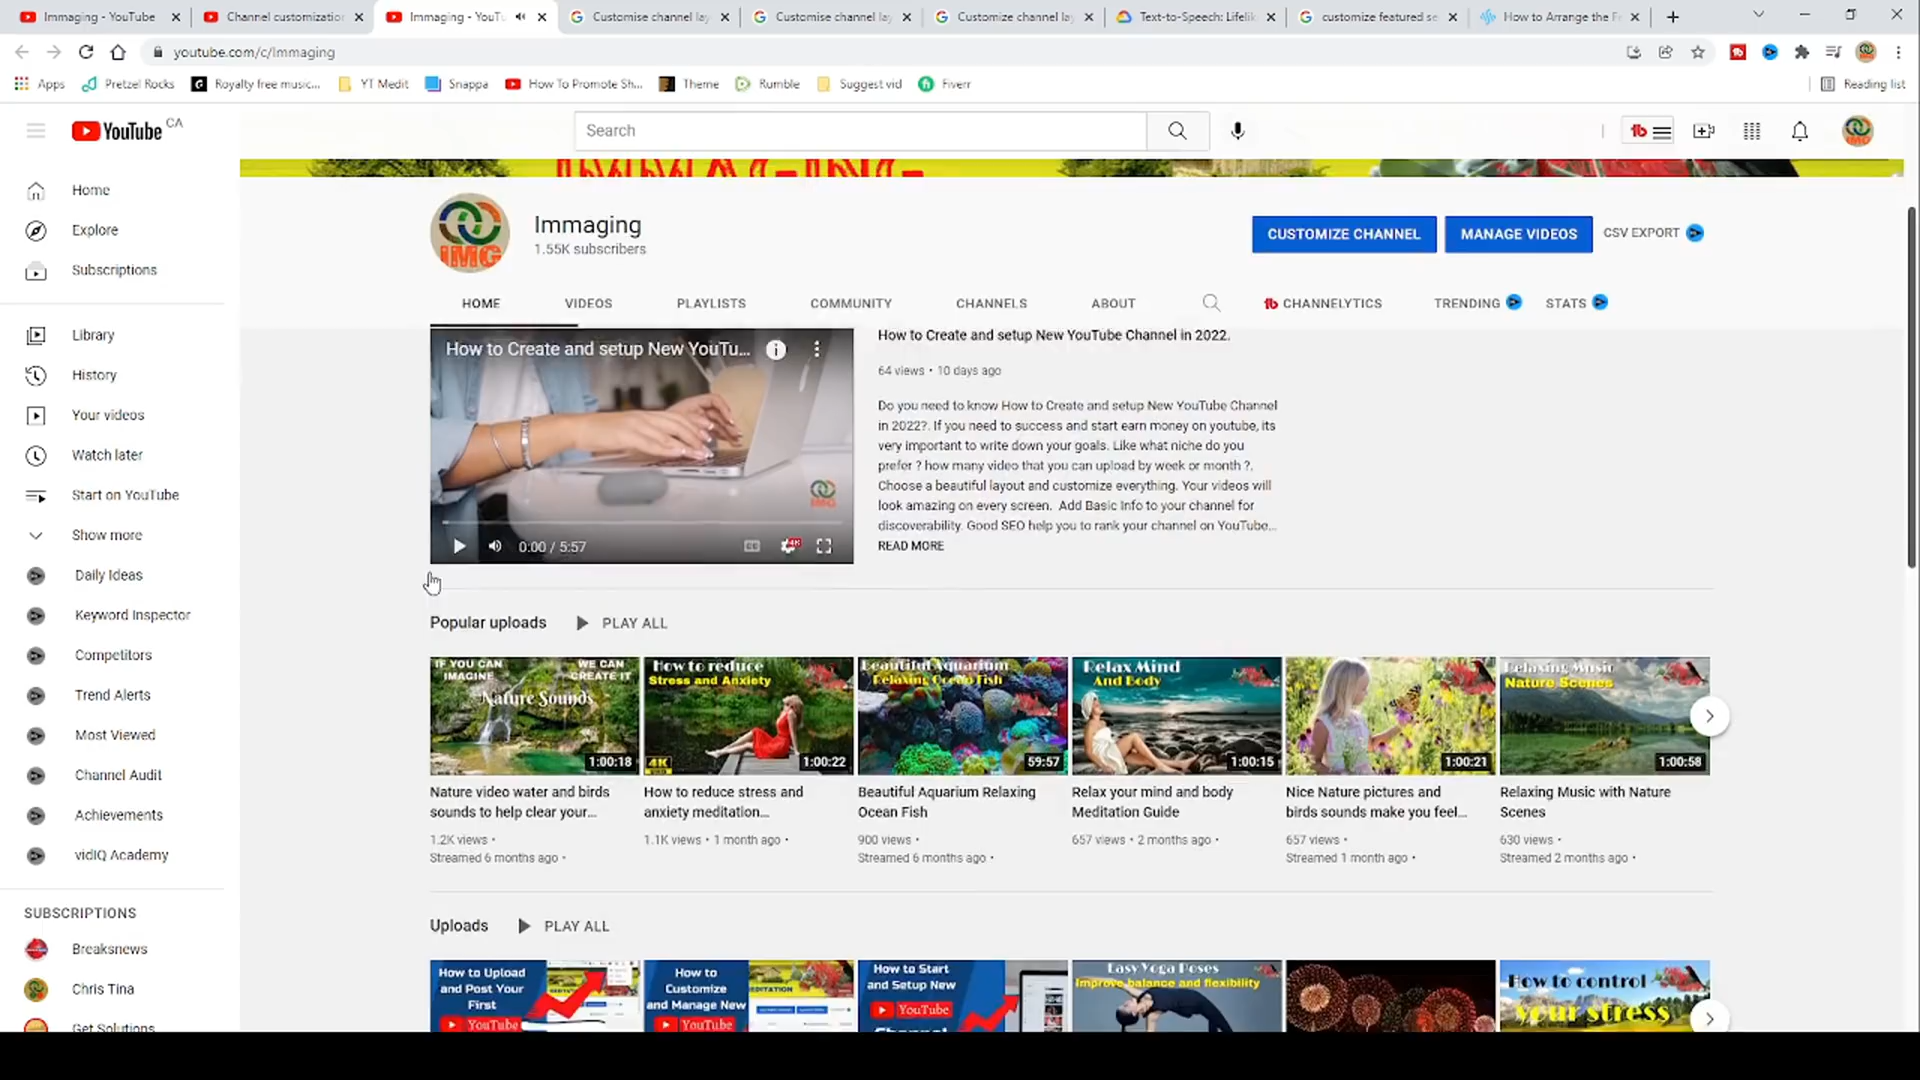 Immaging - YouTube
Channel customization
Immaging - YouT
Customise channel lay
Customise channel lay
Customize channel lay
Text-to-Speech: Lifelik
customize featured se
How to Arrange the F
youtube.com/c/Immaging
Apps
Pretzel Rocks
Royalty free music...
YT Medit
Snappa
How To Promote Sh...
Theme
Rumble
Suggest vid
Fiverr
Reading list
YouTube CA
Search
Home
Explore
Subscriptions
Library
History
Your videos
Watch later
Start on YouTube
Show more
Daily Ideas
Keyword Inspector
Competitors
Trend Alerts
Most Viewed
Channel Audit
Achievements
vidIQ Academy
SUBSCRIPTIONS
Breaksnews
Chris Tina
Get Solutions
IMG
Immaging
1.55K subscribers
CUSTOMIZE CHANNEL
MANAGE VIDEOS
CSV EXPORT
HOME
VIDEOS
PLAYLISTS
COMMUNITY
CHANNELS
ABOUT
CHANNELYTICS
TRENDING
STATS
How to Create and setup New YouTu...
IMG
0:00 / 5:57
How to Create and setup New YouTube Channel in 2022.
64 views • 10 days ago
Do you need to know How to Create and setup New YouTube Channel
in 2022?. If you need to success and start earn money on youtube, its
very important to write down your goals. Like what niche do you
prefer ? how many video that you can upload by week or month ?.
Choose a beautiful layout and customize everything. Your videos will
look amazing on every screen. Add Basic Info to your channel for
discoverability. Good SEO help you to rank your channel on YouTube...
READ MORE
Popular uploads
PLAY ALL
IF YOU CAN IMAGINE
WE CAN CREATE IT
Nature Sounds
1:00:18
How to reduce
Stress and Anxiety
4K
1:00:22
Beautiful Aquarium
Relaxing Ocean Fish
59:57
Relax Mind
And Body
1:00:15
1:00:21
Relaxing Music
Nature Scenes
1:00:58
Nature video water and birds
sounds to help clear your...
1.2K views •
Streamed 6 months ago •
How to reduce stress and
anxiety meditation...
1.1K views • 1 month ago •
Beautiful Aquarium Relaxing
Ocean Fish
900 views •
Streamed 6 months ago •
Relax your mind and body
Meditation Guide
657 views • 2 months ago •
Nice Nature pictures and
birds sounds make you feel...
657 views •
Streamed 1 month ago •
Relaxing Music with Nature
Scenes
630 views •
Streamed 2 months ago •
Uploads
PLAY ALL
How to Upload
and Post Your
First
YouTube
How to
Customize
and Manage New
YouTube
How to Start
and Setup New
YouTube
Channel
Easy Yoga Poses
Improve balance and flexibility
How to control
your stress